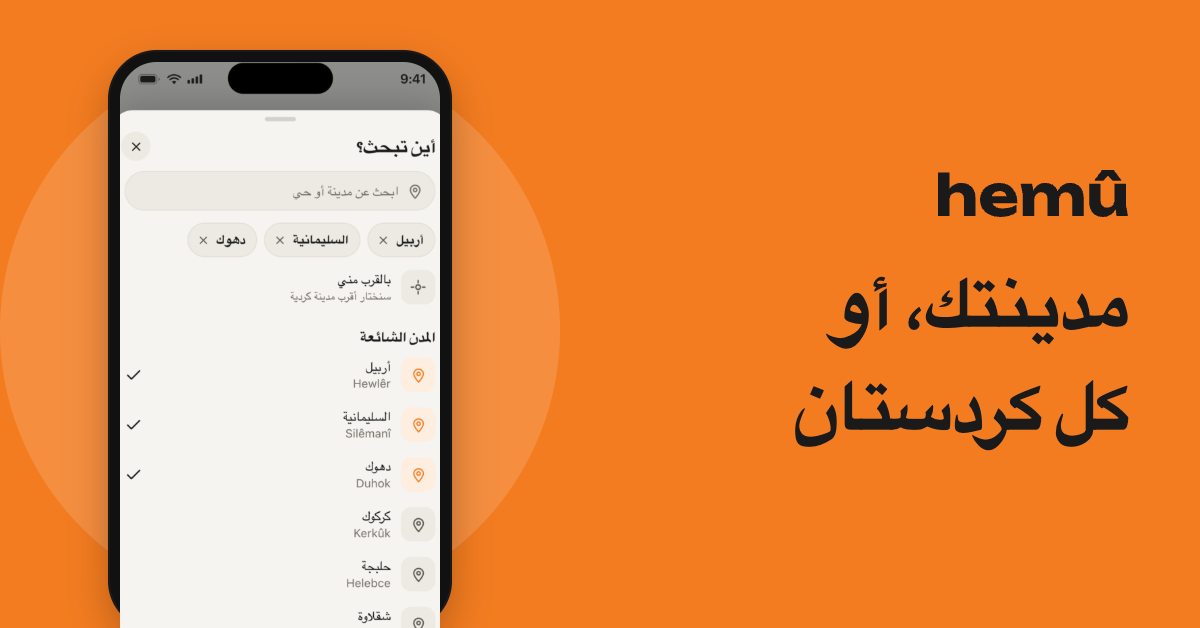 9:41
أين تبحث؟
ابحث عن مدينة أو حي
أربيل
السليمانية
دهوك
بالقرب مني
سنختار أقرب مدينة كردية
المدن الشائعة
أربيل
Hewlêr
السليمانية
Silêmanî
دهوك
Duhok
كركوك
Kerkûk
حلبجة
Helebce
شقلاوة
hemû
مدينتك، أو
كل كردستان